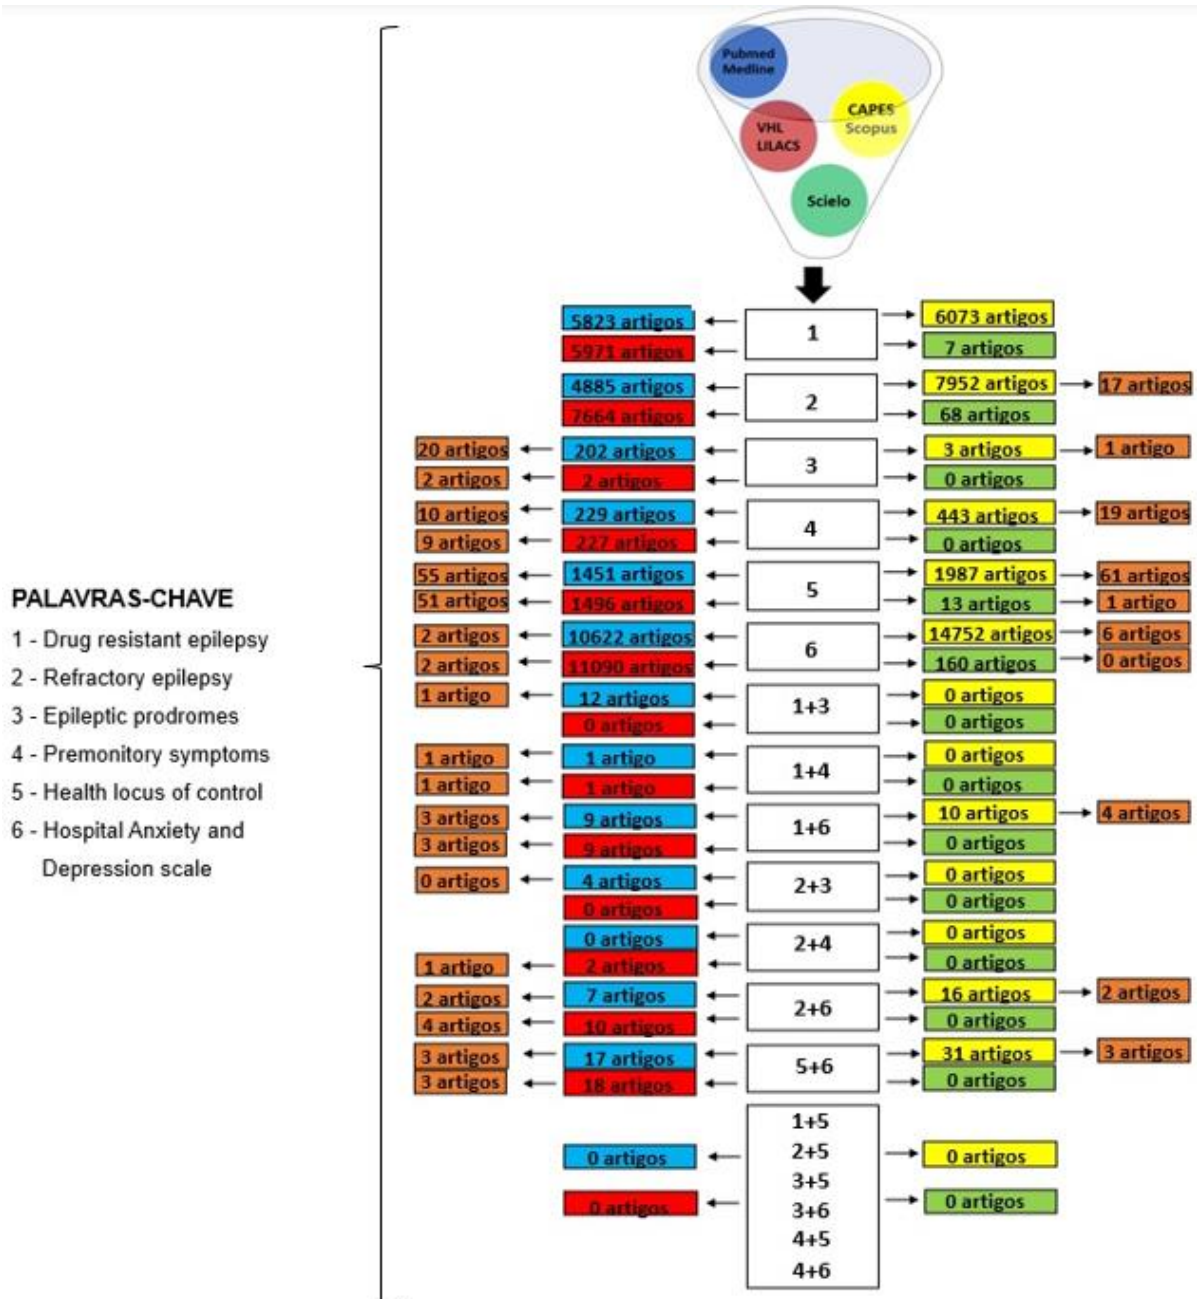 Pubmed
Medline
CAPES
Scopus
VHL
LILACS
Scielo
PALAVRAS-CHAVE
1 - Drug resistant epilepsy
2 - Refractory epilepsy
3 - Epileptic prodromes
4 - Premonitory symptoms
5 - Health locus of control
6 - Hospital Anxiety and
Depression scale
5823 artigos 1 6073 artigos
5971 artigos 7 artigos
4885 artigos 2 7952 artigos 17 artigos
7664 artigos 68 artigos
20 artigos 202 artigos 3 3 artigos 1 artigo
2 artigos 2 artigos 0 artigos
10 artigos 229 artigos 4 443 artigos 19 artigos
9 artigos 227 artigos 0 artigos
55 artigos 1451 artigos 5 1987 artigos 61 artigos
51 artigos 1496 artigos 13 artigos 1 artigo
2 artigos 10622 artigos 6 14752 artigos 6 artigos
2 artigos 11090 artigos 160 artigos 0 artigos
1 artigo 12 artigos 1+3 0 artigos
0 artigos 0 artigos
1 artigo 1 artigo 1+4 0 artigos
1 artigo 1 artigo 0 artigos
3 artigos 9 artigos 1+6 10 artigos 4 artigos
3 artigos 9 artigos 0 artigos
0 artigos 4 artigos 2+3 0 artigos
0 artigos 0 artigos
0 artigos 2+4 0 artigos
1 artigo 2 artigos 0 artigos
2 artigos 7 artigos 2+6 16 artigos 2 artigos
4 artigos 10 artigos 0 artigos
3 artigos 17 artigos 5+6 31 artigos 3 artigos
3 artigos 18 artigos 0 artigos
1+5
2+5
0 artigos 0 artigos
3+5
3+6
0 artigos 0 artigos
4+5
4+6